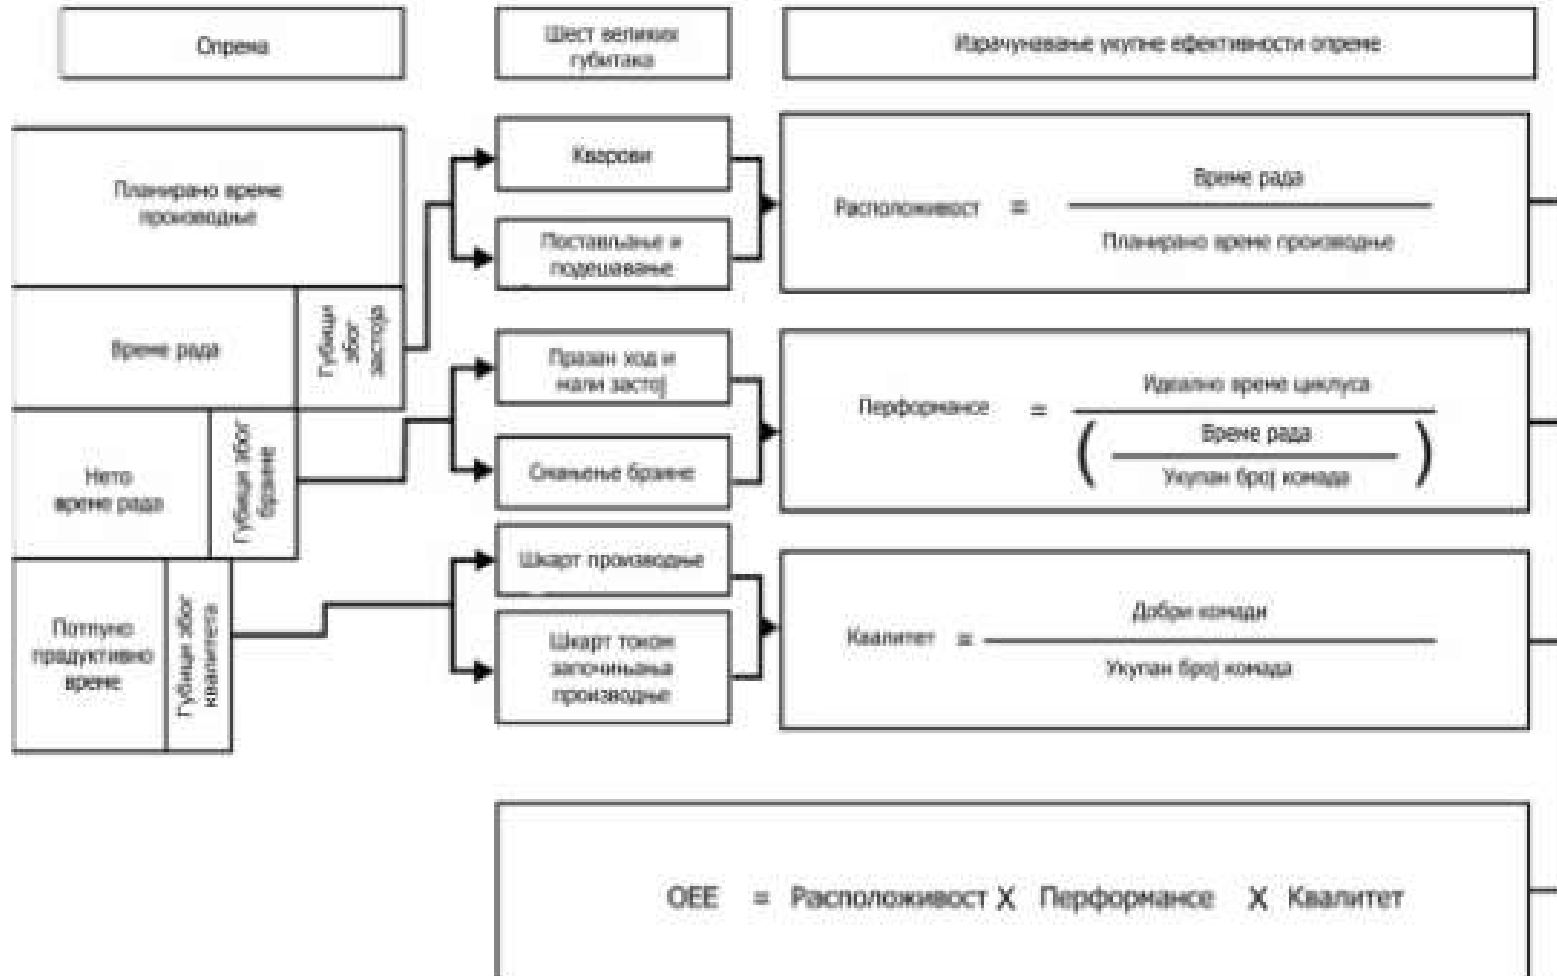 Опрема
Шест великих
губитака
Израчунавање укупне ефективности опреме
Планирано време
производње
Време рада
Губици
због
застоја
Нето
време рада
Губици због
брзине
Потпуно
продуктивно
време
Губици због
квалитета
Кварови
Постављање и
подешавање
Празан ход и
мали застој
Смањење брзине
Шкарт производње
Шкарт током
започињања
производње
Расположивост =
Време рада
Планирано време производње
Перформансе =
Идеално време циклуса
( Време рада )
Укупан број комада
Квалитет =
Добри комади
Укупан број комада
OEE = Расположивост X Перформансе X Квалитет